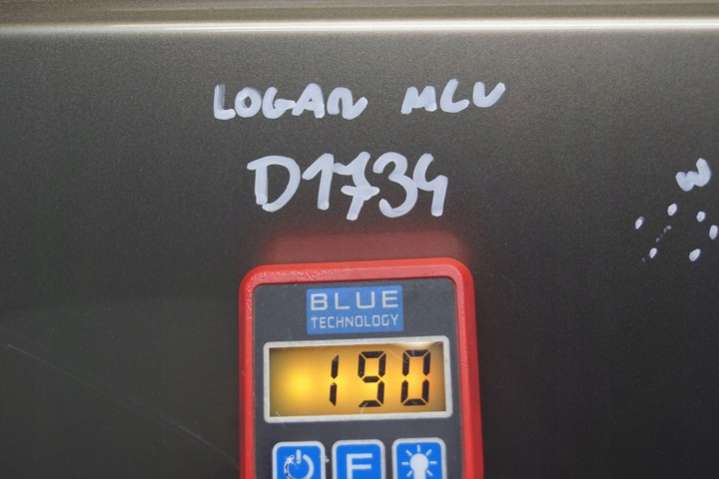 LOGAN MCV
D1734
W
BLUE
TECHNOLOGY
190
F